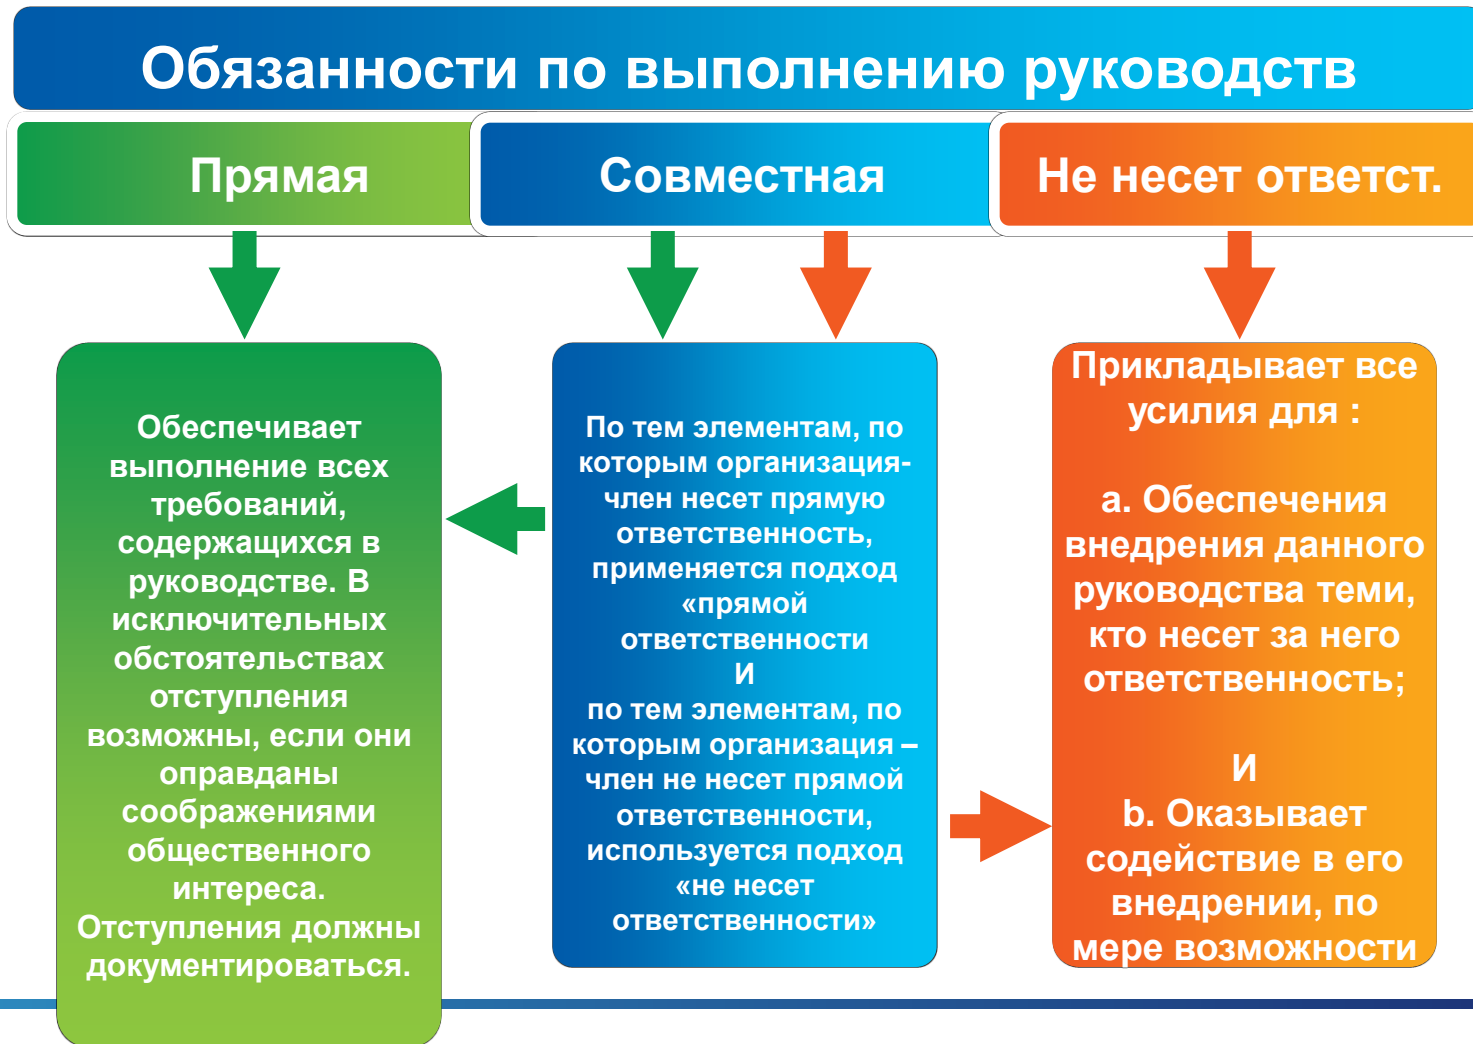 Обязанности по выполнению руководств
Прямая
Совместная
Не несет ответст.
Обеспечивает
выполнение всех
требований,
содержащихся в
руководстве. В
исключительных
обстоятельствах
отступления
возможны, если они
оправданы
соображениями
общественного
интереса.
Отступления должны
документироваться.
По тем элементам, по
которым организация-
член несет прямую
ответственность,
применяется подход
«прямой
ответственности
И
по тем элементам, по
которым организация –
член не несет прямой
ответственности,
используется подход
«не несет
ответственности»
Прикладывает все
усилия для :
a. Обеспечения
внедрения данного
руководства теми,
кто несет за него
ответственность;
И
b. Оказывает
содействие в его
внедрении, по
мере возможности